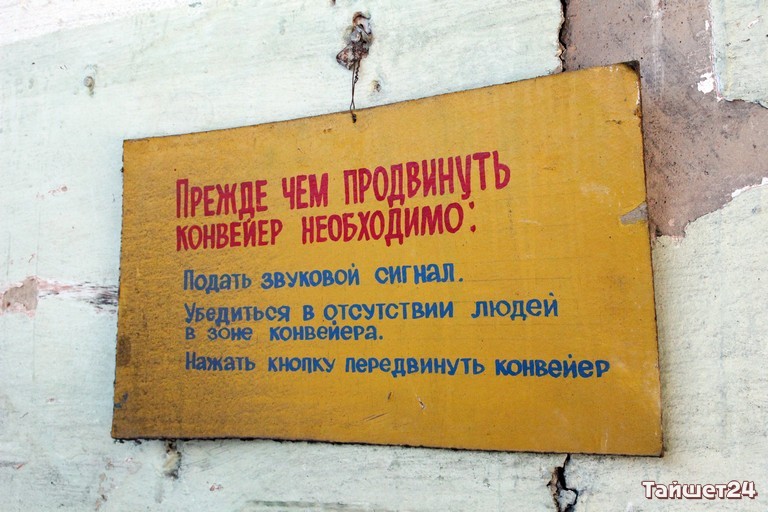 Прежде чем продвинуть
конвейер необходимо:
Подать звуковой сигнал.
Убедиться в отсутствии людей
в зоне конвейера.
Нажать кнопку передвинуть конвейер
Тайшет24